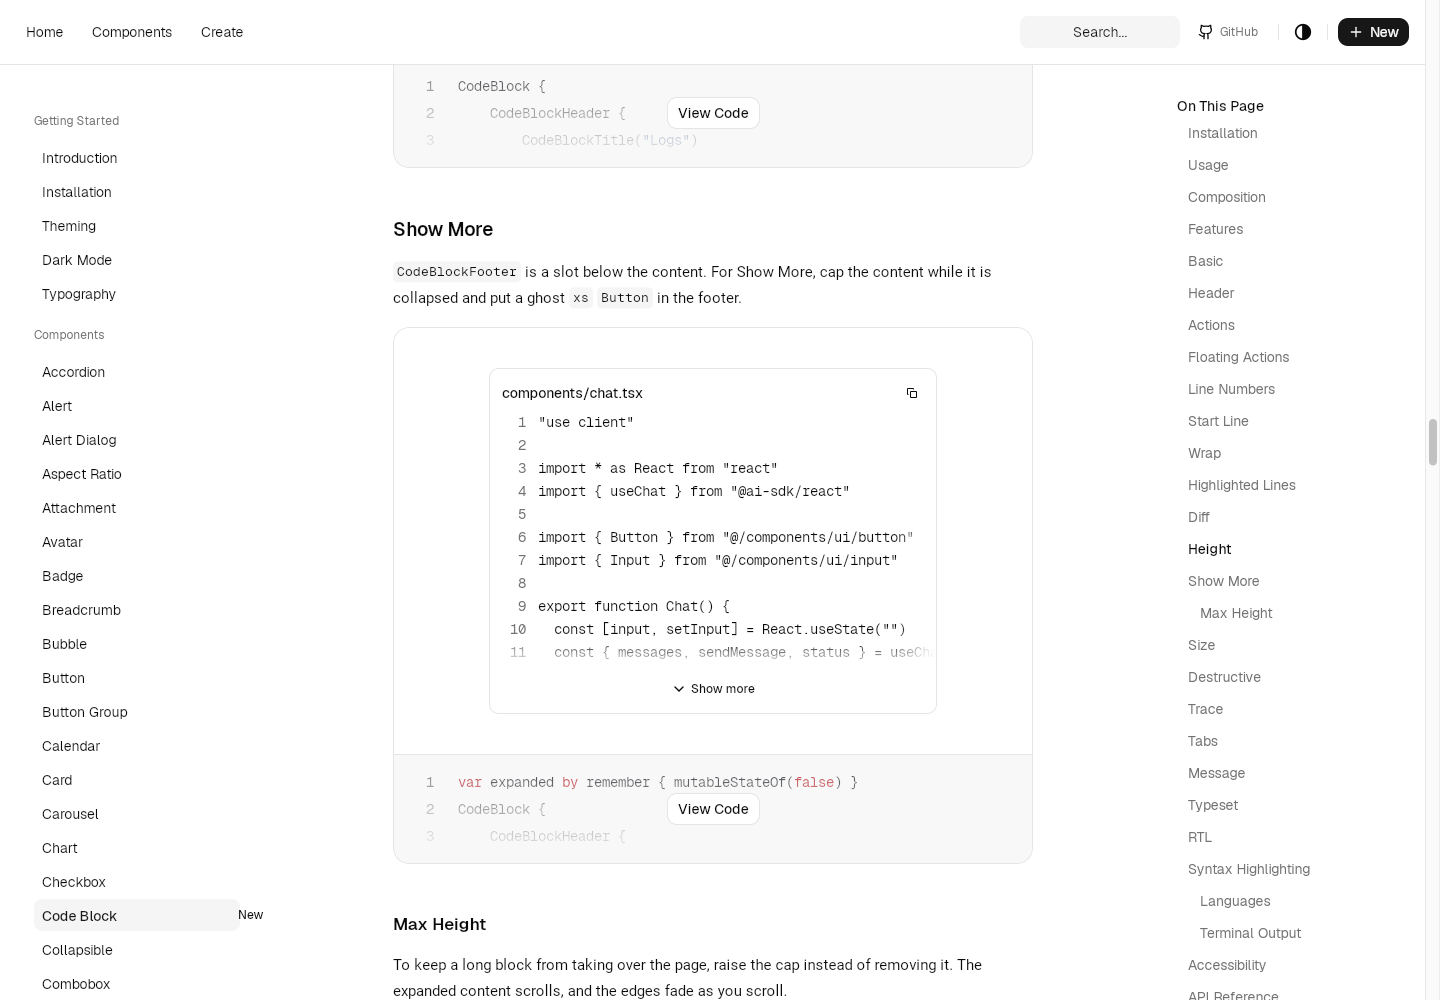 Home Components Create Search... GitHub New
Getting Started
Introduction
Installation
Theming
Dark Mode
Typography
Components
Accordion
Alert
Alert Dialog
Aspect Ratio
Attachment
Avatar
Badge
Breadcrumb
Bubble
Button
Button Group
Calendar
Card
Carousel
Chart
Checkbox
Code Block New
Collapsible
Combobox
1 CodeBlock {
2 CodeBlockHeader {
3 CodeBlockTitle("Logs")
View Code
Show More
CodeBlockFooter is a slot below the content. For Show More, cap the content while it is
collapsed and put a ghost xs Button in the footer.
components/chat.tsx
1 "use client"
2
3 import * as React from "react"
4 import { useChat } from "@ai-sdk/react"
5
6 import { Button } from "@/components/ui/button"
7 import { Input } from "@/components/ui/input"
8
9 export function Chat() {
10 const [input, setInput] = React.useState("")
11 const { messages, sendMessage, status } = useCha
Show more
1 var expanded by remember { mutableStateOf(false) }
2 CodeBlock {
3 CodeBlockHeader {
View Code
Max Height
To keep a long block from taking over the page, raise the cap instead of removing it. The
expanded content scrolls, and the edges fade as you scroll.
On This Page
Installation
Usage
Composition
Features
Basic
Header
Actions
Floating Actions
Line Numbers
Start Line
Wrap
Highlighted Lines
Diff
Height
Show More
Max Height
Size
Destructive
Trace
Tabs
Message
Typeset
RTL
Syntax Highlighting
Languages
Terminal Output
Accessibility
API Reference